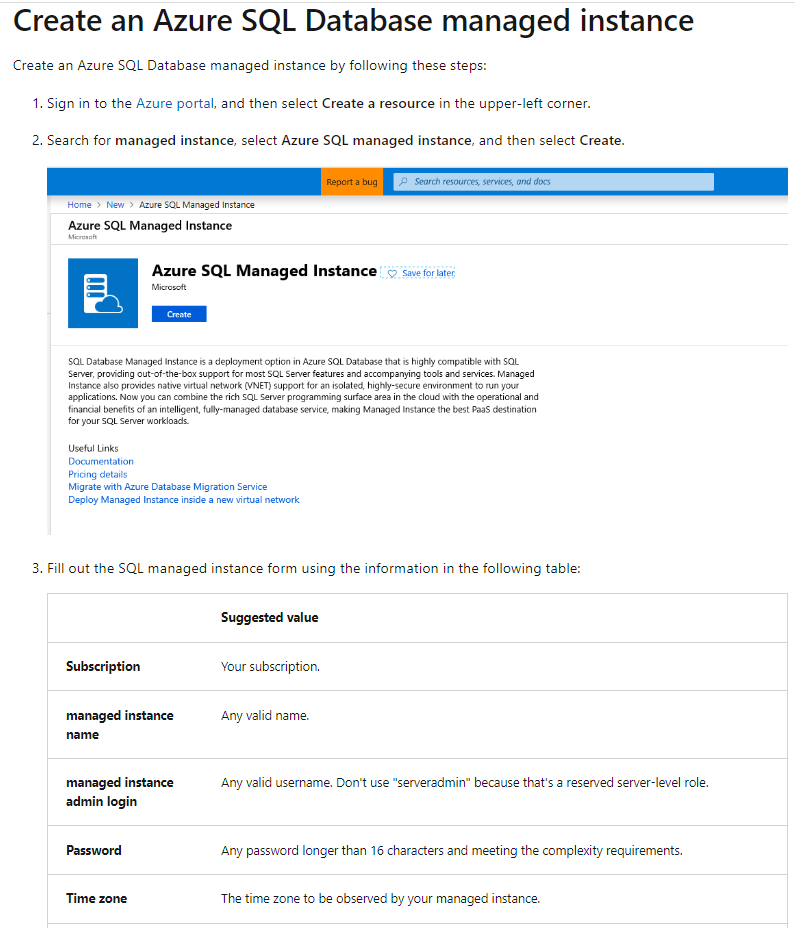 Create an Azure SQL Database managed instance
Create an Azure SQL Database managed instance by following these steps:
1. Sign in to the Azure portal, and then select Create a resource in the upper-left corner.
2. Search for managed instance, select Azure SQL managed instance, and then select Create.
Report a bug
Search resources, services, and docs
Home > New > Azure SQL Managed Instance
Azure SQL Managed Instance
Microsoft
Azure SQL Managed Instance
Save for later
Microsoft
Create
SQL Database Managed Instance is a deployment option in Azure SQL Database that is highly compatible with SQL
Server, providing out-of-the-box support for most SQL Server features and accompanying tools and services. Managed
Instance also provides native virtual network (VNET) support for an isolated, highly-secure environment to run your
applications. Now you can combine the rich SQL Server programming surface area in the cloud with the operational and
financial benefits of an intelligent, fully-managed database service, making Managed Instance the best PaaS destination
for your SQL Server workloads.
Useful Links
Documentation
Pricing details
Migrate with Azure Database Migration Service
Deploy Managed Instance inside a new virtual network
3. Fill out the SQL managed instance form using the information in the following table:
Suggested value
Subscription
Your subscription.
managed instance
name
Any valid name.
managed instance
admin login
Any valid username. Don't use "serveradmin" because that's a reserved server-level role.
Password
Any password longer than 16 characters and meeting the complexity requirements.
Time zone
The time zone to be observed by your managed instance.